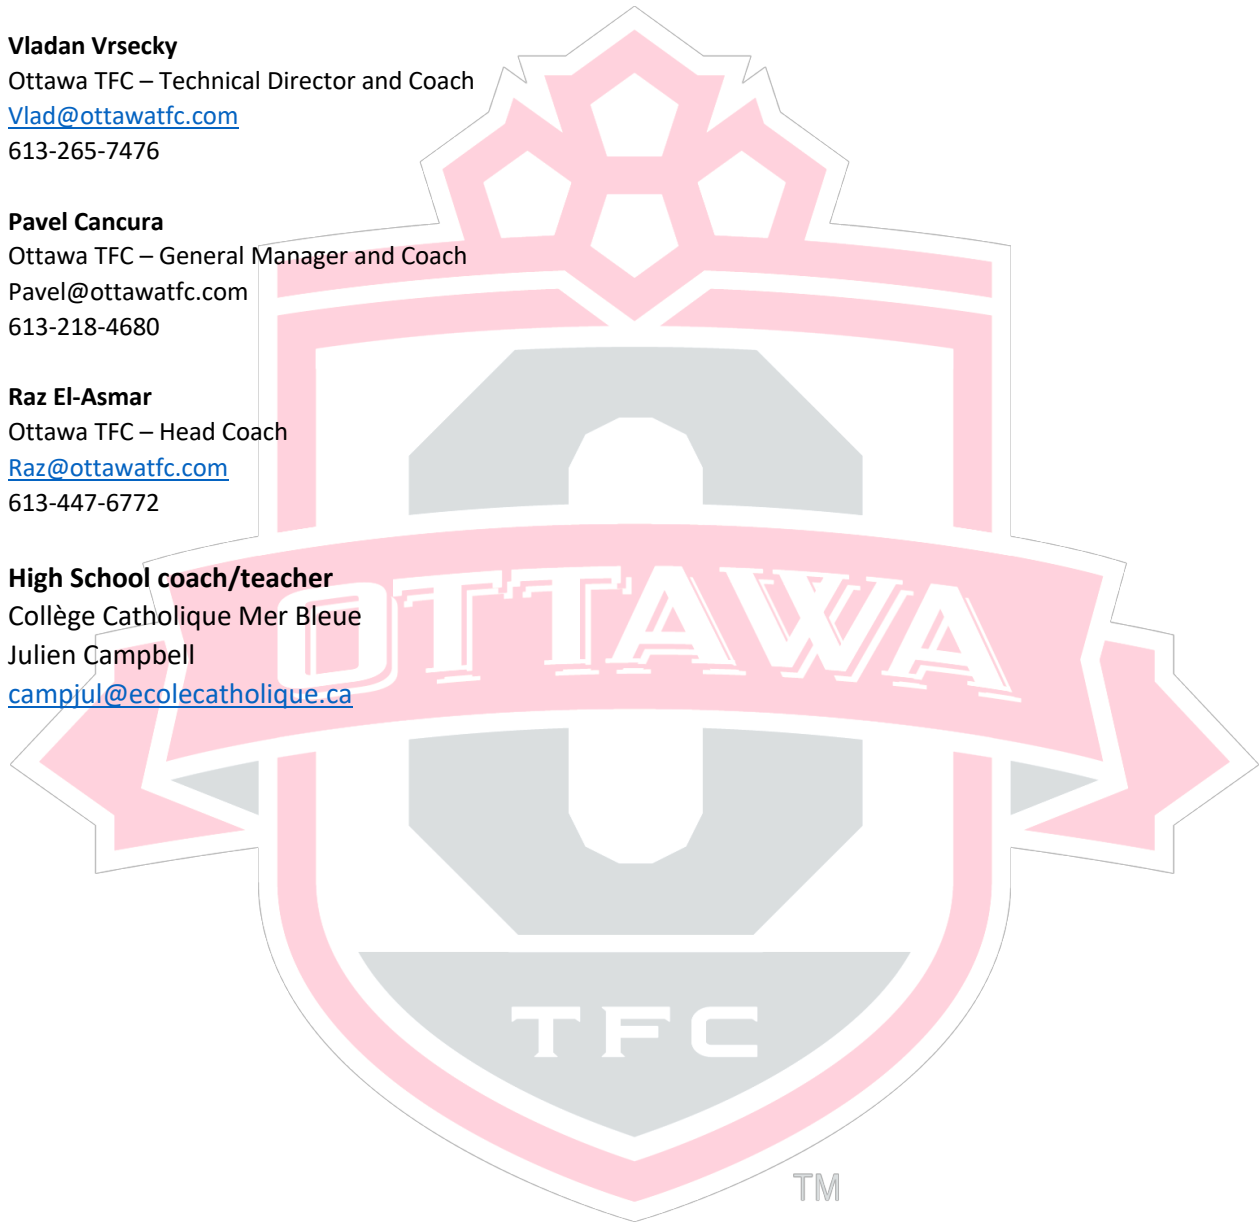 Vladan Vrsecky
Ottawa TFC – Technical Director and Coach
Vlad@ottawatfc.com
613-265-7476
Pavel Cancura
Ottawa TFC – General Manager and Coach
Pavel@ottawatfc.com
613-218-4680
Raz El-Asmar
Ottawa TFC – Head Coach
Raz@ottawatfc.com
613-447-6772
High School coach/teacher
Collège Catholique Mer Bleue
Julien Campbell
campjul@ecolecatholique.ca
OTTAWA
TFC
TM